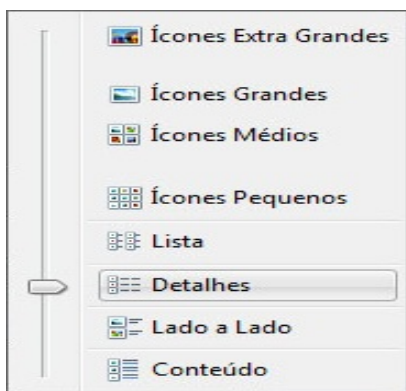 Ícones Extra Grandes
Ícones Grandes
Ícones Médios
Ícones Pequenos
Lista
Detalhes
Lado a Lado
Conteúdo